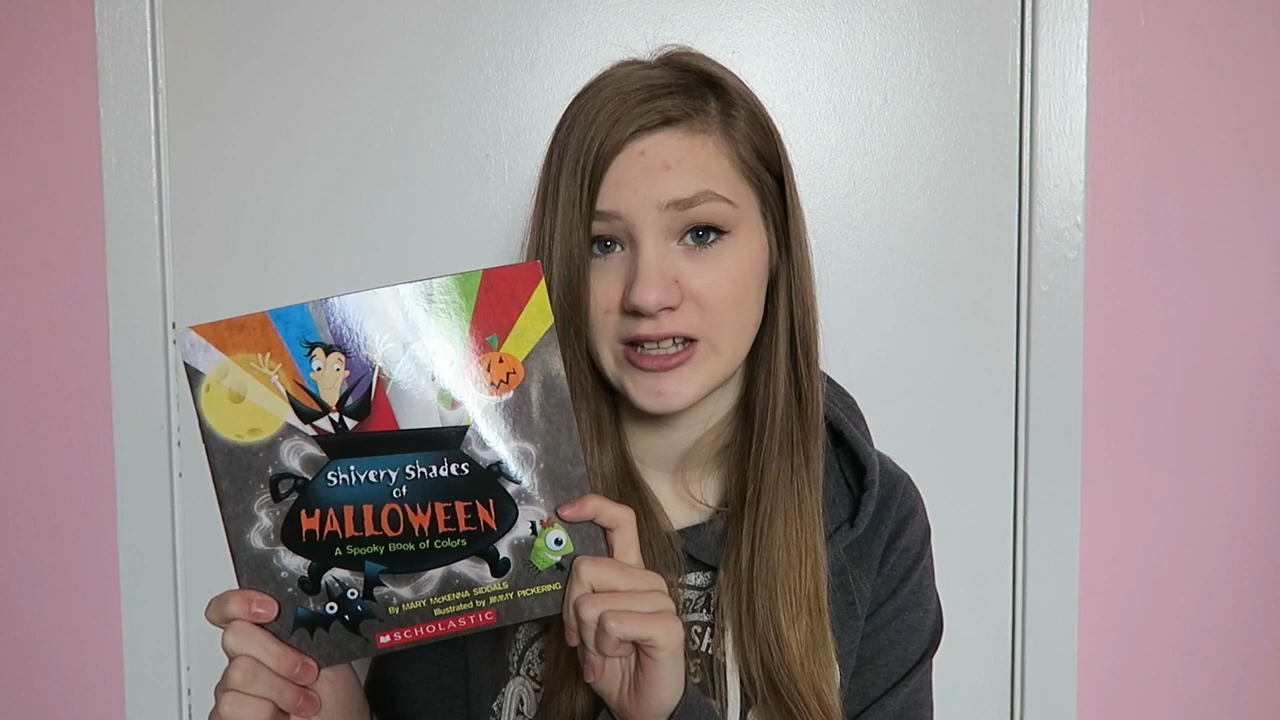 Shivery Shades
of
HALLOWEEN
A Spooky Book of Colors
By MARY McKENNA SIDDALS
Illustrated by JIMMY PICKERING
SCHOLASTIC